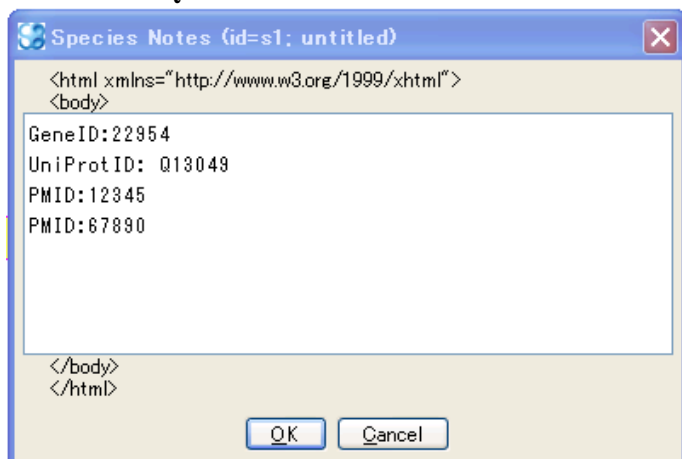 Species Notes (id=s1; untitled)
<html xmlns="http://www.w3.org/1999/xhtml">
<body>
GeneID:22954
UniProtID: Q13049
PMID:12345
PMID:67890
</body>
</html>
OK Cancel